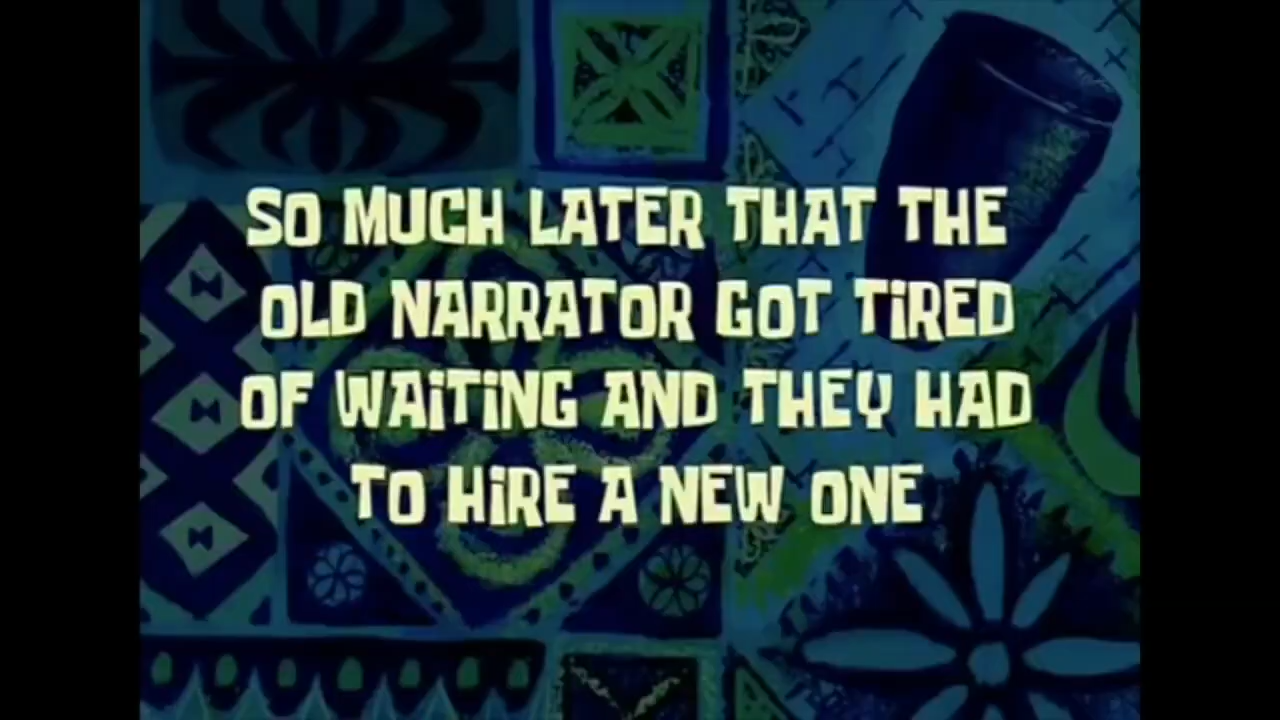 SO MUCH LATER THAT THE
OLD NARRATOR GOT TiRED
OF WAiTiNG AND THEY HAD
TO HiRE A NEW ONE